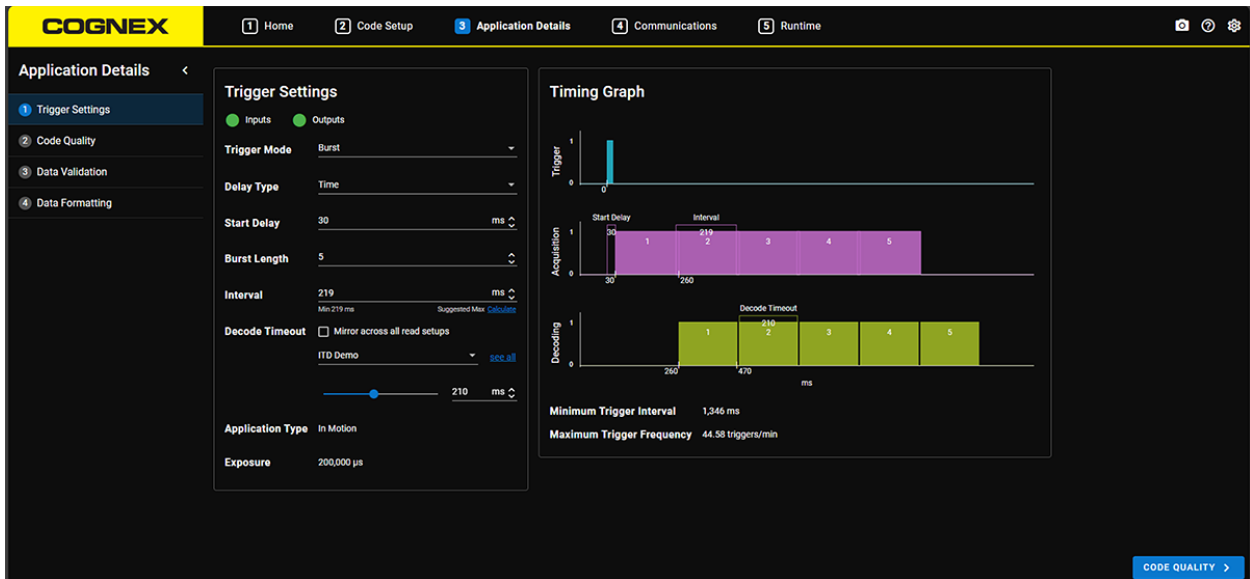 COGNEX
1 Home
2 Code Setup
3 Application Details
4 Communications
5 Runtime
Application Details
1 Trigger Settings
2 Code Quality
3 Data Validation
4 Data Formatting
Trigger Settings
Inputs Outputs
Trigger Mode Burst
Delay Type Time
Start Delay 30 ms
Burst Length 5
Interval 219 ms
Min 219 ms Suggested Max Calculate
Decode Timeout Mirror across all read setups
ITD Demo see all
210 ms
Application Type In Motion
Exposure 200,000 µs
Timing Graph
Trigger
1
0
0
Start Delay Interval
Acquisition
1
30 219
1 2 3 4 5
0
30 260
Decode Timeout
Decoding
1
210
1 2 3 4 5
0
260 470
ms
Minimum Trigger Interval 1,346 ms
Maximum Trigger Frequency 44.58 triggers/min
CODE QUALITY >